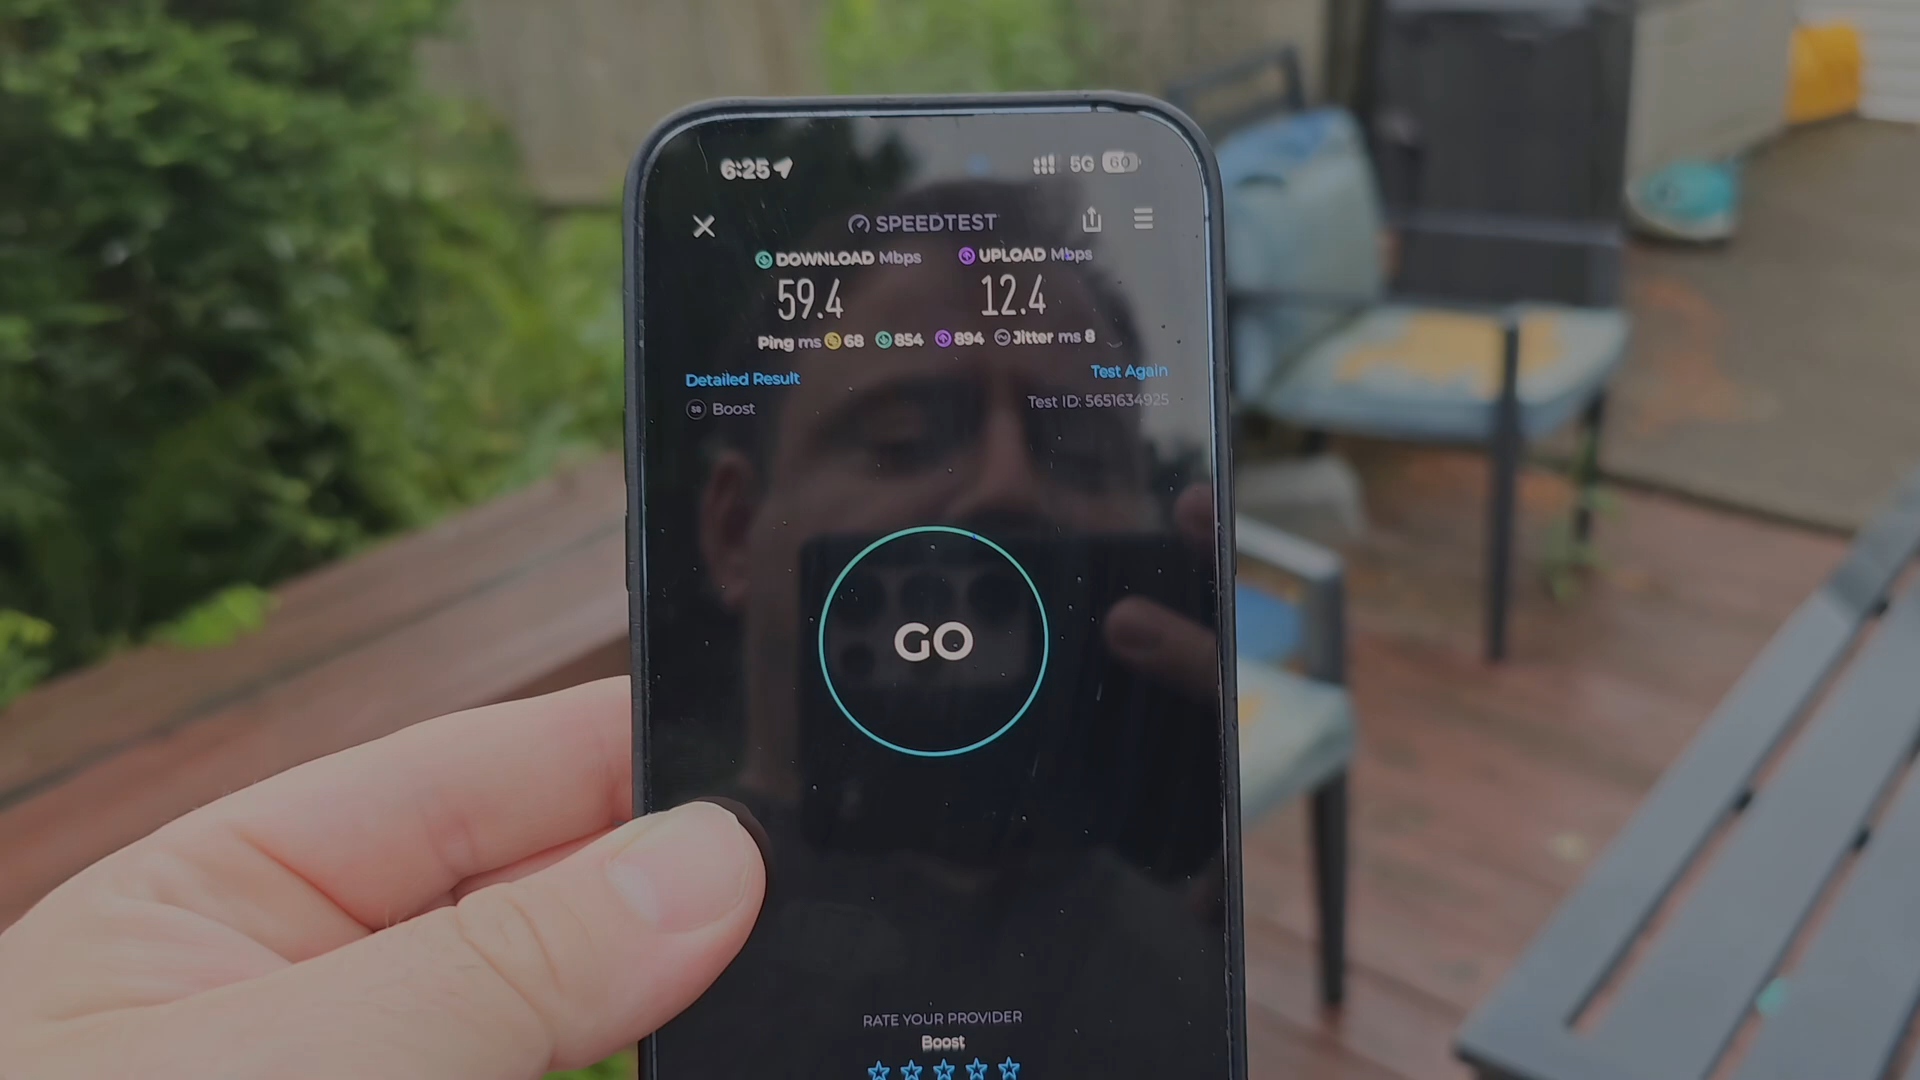 6:25 5G 60
SPEEDTEST
DOWNLOAD Mbps UPLOAD Mbps
59.4 12.4
Ping ms 68 854 894 Jitter ms 8
Detailed Result Test Again
Boost Test ID: 5651634925
GO
RATE YOUR PROVIDER
Boost